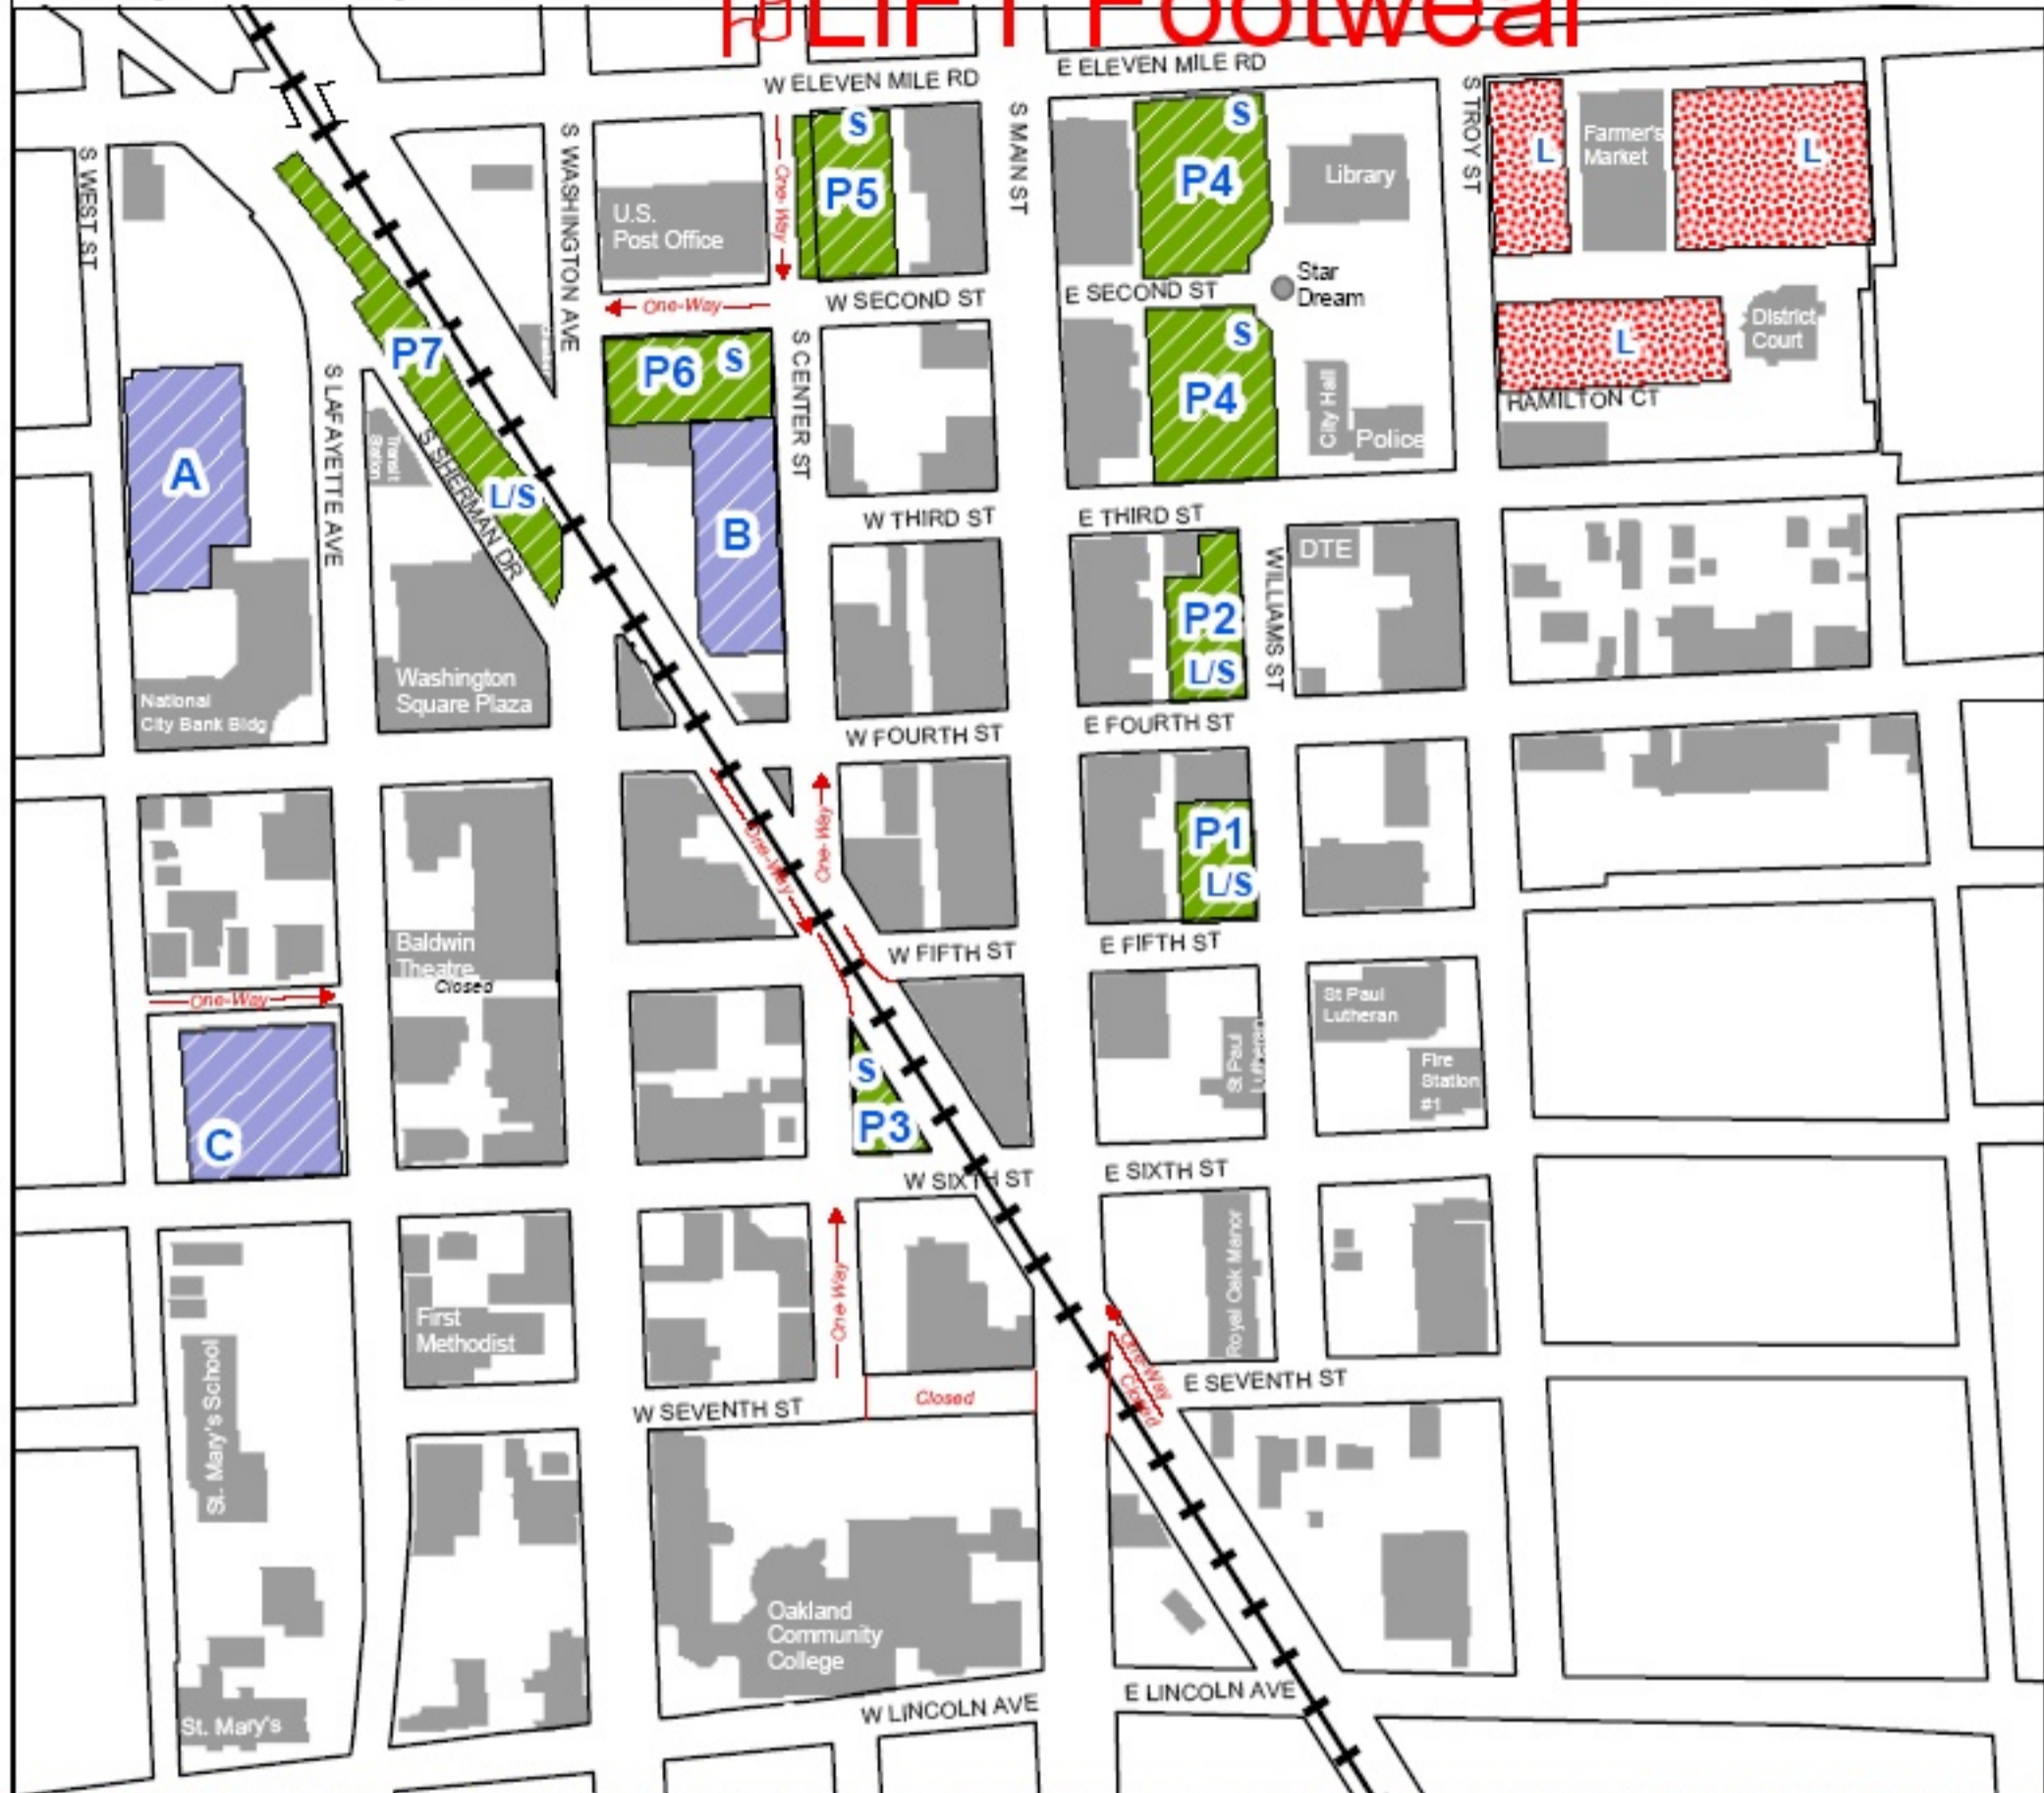 LIFT Footwear
W ELEVEN MILE RD
E ELEVEN MILE RD
S WEST ST
S WASHINGTON AVE
S MAIN ST
S TROY ST
One-Way
S
P5
S
P4
Library
L
Farmer's
Market
L
U.S.
Post Office
One-Way
W SECOND ST
E SECOND ST
Star
Dream
P7
P6
S
S CENTER ST
S
P4
City Hall
Police
L
District
Court
HAMILTON CT
A
S LAFAYETTE AVE
Transit
Station
S SHERMAN DR
L/S
B
W THIRD ST
E THIRD ST
WILLIAMS ST
DTE
P2
L/S
National
City Bank Bldg
Washington
Square Plaza
W FOURTH ST
E FOURTH ST
One-Way
One-Way
P1
L/S
Baldwin
Theatre
Closed
W FIFTH ST
E FIFTH ST
One-Way
C
S
P3
St Paul
Lutheran
St Paul
Lutheran
Fire
Station
#1
W SIXTH ST
E SIXTH ST
One-Way
Royal Oak Manor
First
Methodist
One-Way
Closed
St. Mary's School
W SEVENTH ST
Closed
E SEVENTH ST
Oakland
Community
College
St. Mary's
W LINCOLN AVE
E LINCOLN AVE